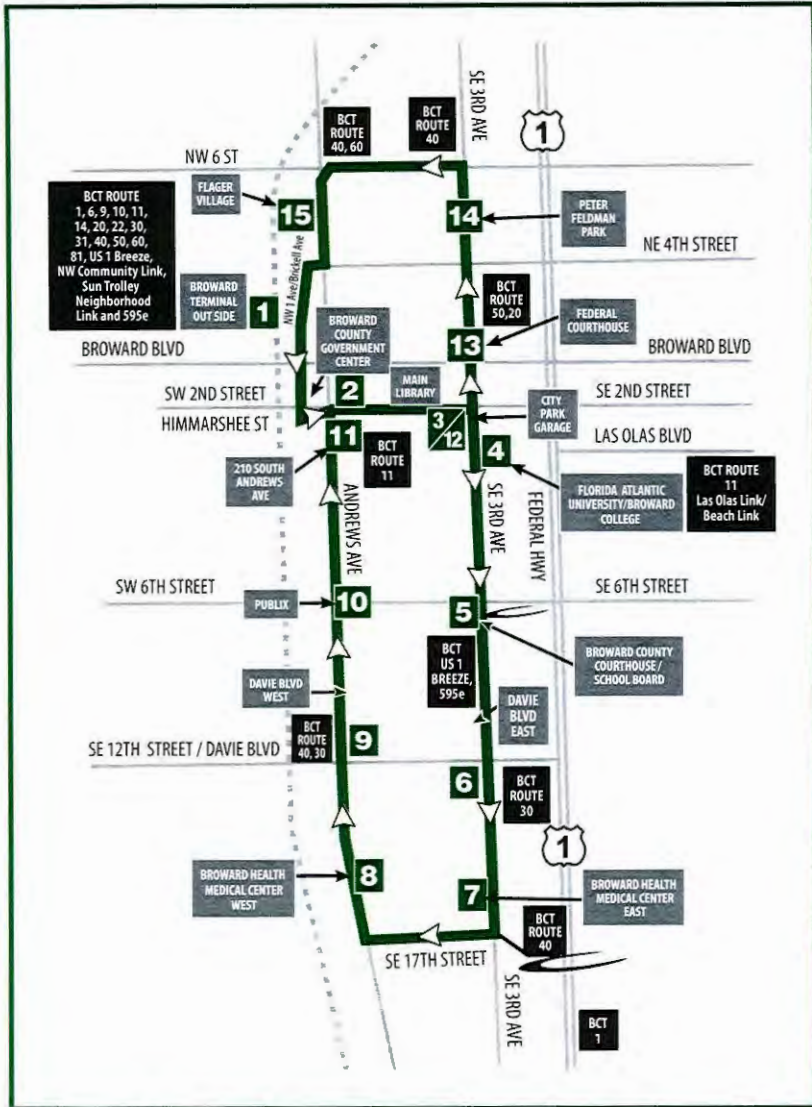 SE 3RD AVE
1
BCT
ROUTE
40, 60
BCT
ROUTE
40
NW 6 ST
BCT ROUTE
1, 6, 9, 10, 11,
14, 20, 22, 30,
31, 40, 50, 60,
81, US 1 Breeze,
NW Community Link,
Sun Trolley
Neighborhood
Link and 595e
FLAGER
VILLAGE
15
14
PETER
FELDMAN
PARK
NE 4TH STREET
NW 1 Ave/Brickell Ave
BROWARD
TERMINAL
OUT SIDE
1
BCT
ROUTE
50,20
FEDERAL
COURTHOUSE
13
BROWARD BLVD
BROWARD
COUNTY
GOVERNMENT
CENTER
BROWARD BLVD
SW 2ND STREET
2
MAIN
LIBRARY
SE 2ND STREET
HIMMARSHEE ST
3/12
CITY
PARK
GARAGE
11
LAS OLAS BLVD
210 SOUTH
ANDREWS
AVE
BCT
ROUTE
11
4
FLORIDA ATLANTIC
UNIVERSITY/BROWARD
COLLEGE
BCT ROUTE
11
Las Olas Link/
Beach Link
ANDREWS AVE
SE 3RD AVE
FEDERAL HWY
SW 6TH STREET
SE 6TH STREET
PUBLIX
10
5
BROWARD COUNTY
COURTHOUSE /
SCHOOL BOARD
BCT
US 1
BREEZE,
595e
DAVIE BLVD
WEST
DAVIE
BLVD
EAST
BCT
ROUTE
40, 30
9
SE 12TH STREET / DAVIE BLVD
6
BCT
ROUTE
30
1
BROWARD HEALTH
MEDICAL CENTER
WEST
8
7
BROWARD HEALTH
MEDICAL CENTER
EAST
BCT
ROUTE
40
SE 17TH STREET
SE 3RD AVE
BCT
1